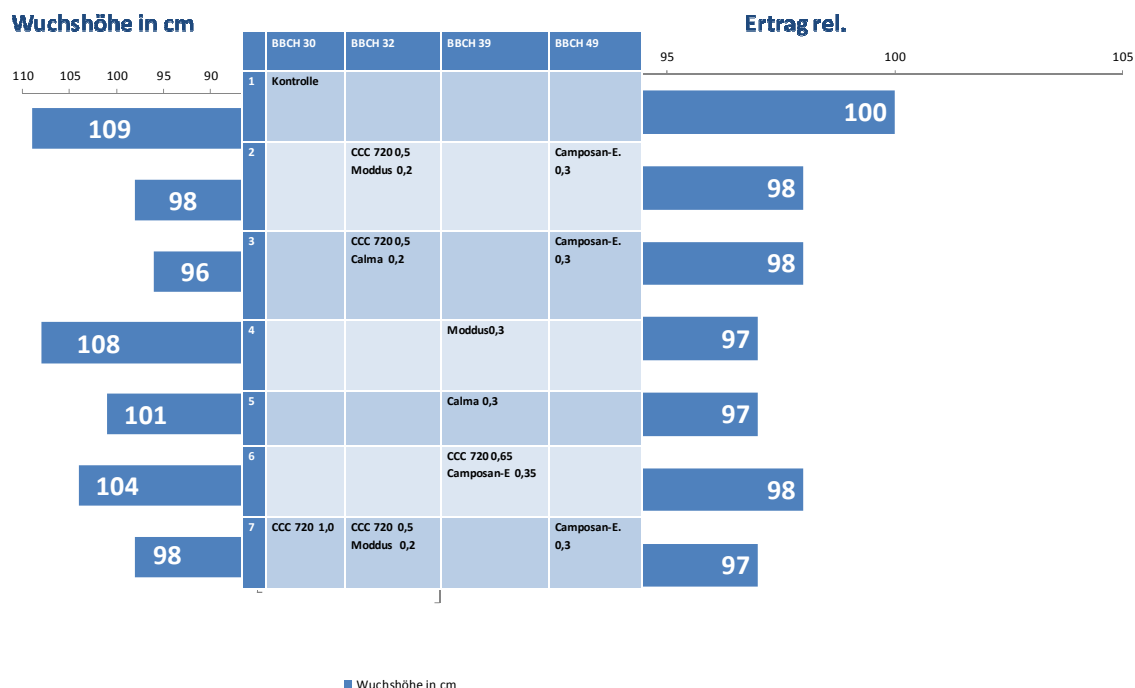 Wuchshöhe in cm
Ertrag rel.
110 105 100 95 90
BBCH 30 BBCH 32 BBCH 39 BBCH 49
95 100 105
1 Kontrolle
109
100
2 CCC 720 0,5 Camposan-E.
Moddus 0,2 0,3
98
98
3 CCC 720 0,5 Camposan-E.
Calma 0,2 0,3
96
98
4 Moddus0,3
108
97
5 Calma 0,3
101
97
6 CCC 720 0,65
Camposan-E 0,35
104
98
7 CCC 720 1,0 CCC 720 0,5 Camposan-E.
Moddus 0,2 0,3
98
97
Wuchshöhe in cm